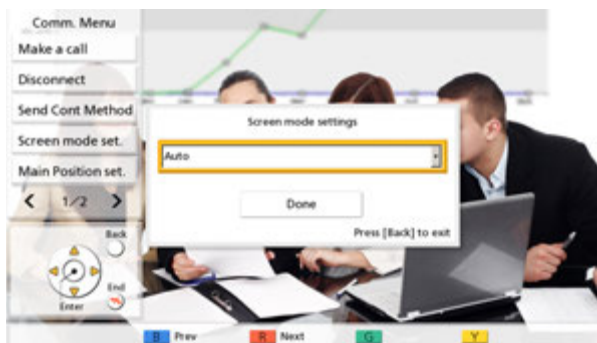 Comm. Menu
Make a call
Disconnect
Send Cont Method
Screen mode set.
Main Position set.
1/2
Back
End
Enter
Screen mode settings
Auto
Done
Press [Back] to exit
B Prev R Next G Y